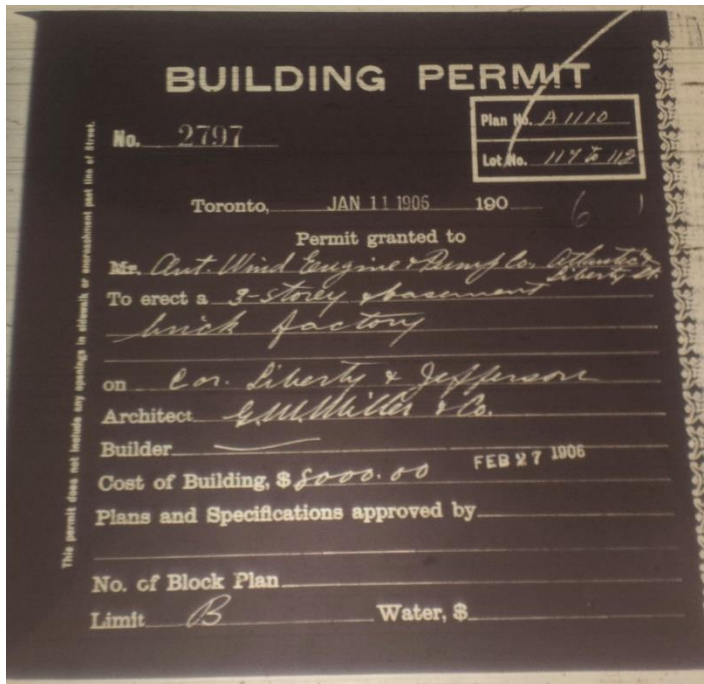 BUILDING PERMIT
No. 2797
Plan No. A 1110
Lot No. 117 to 112
Toronto, JAN 11 1906 190 6
Permit granted to
Mr. Ont. Wind Engine & Pump Co. Atlantic &
Liberty St.
To erect a 3-storey & basement
brick factory
on Cor. Liberty & Jefferson
Architect G.M. Miller & Co.
Builder
Cost of Building, $ 8000.00 FEB 27 1906
Plans and Specifications approved by
No. of Block Plan
Limit B Water, $
This permit does not include any openings in sidewalk or encroachment past line of Street.